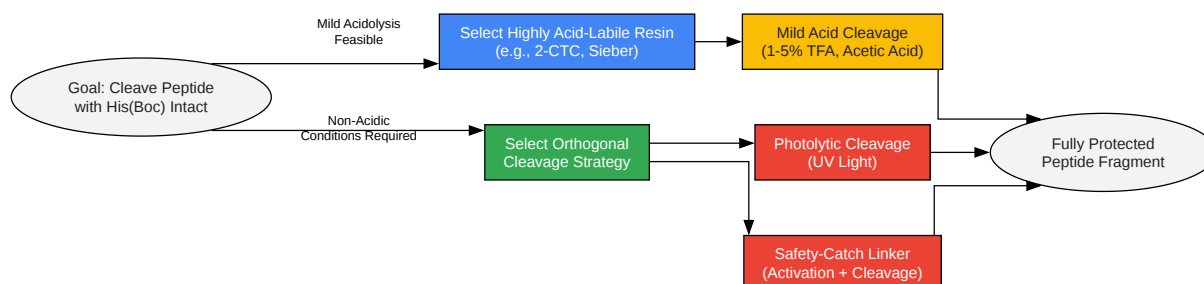 Mild Acidolysis
Feasible
Select Highly Acid-Labile Resin
(e.g., 2-CTC, Sieber)
Mild Acid Cleavage
(1-5% TFA, Acetic Acid)
Goal: Cleave Peptide
with His(Boc) Intact
Non-Acidic
Conditions Required
Select Orthogonal
Cleavage Strategy
Photolytic Cleavage
(UV Light)
Fully Protected
Peptide Fragment
Safety-Catch Linker
(Activation + Cleavage)